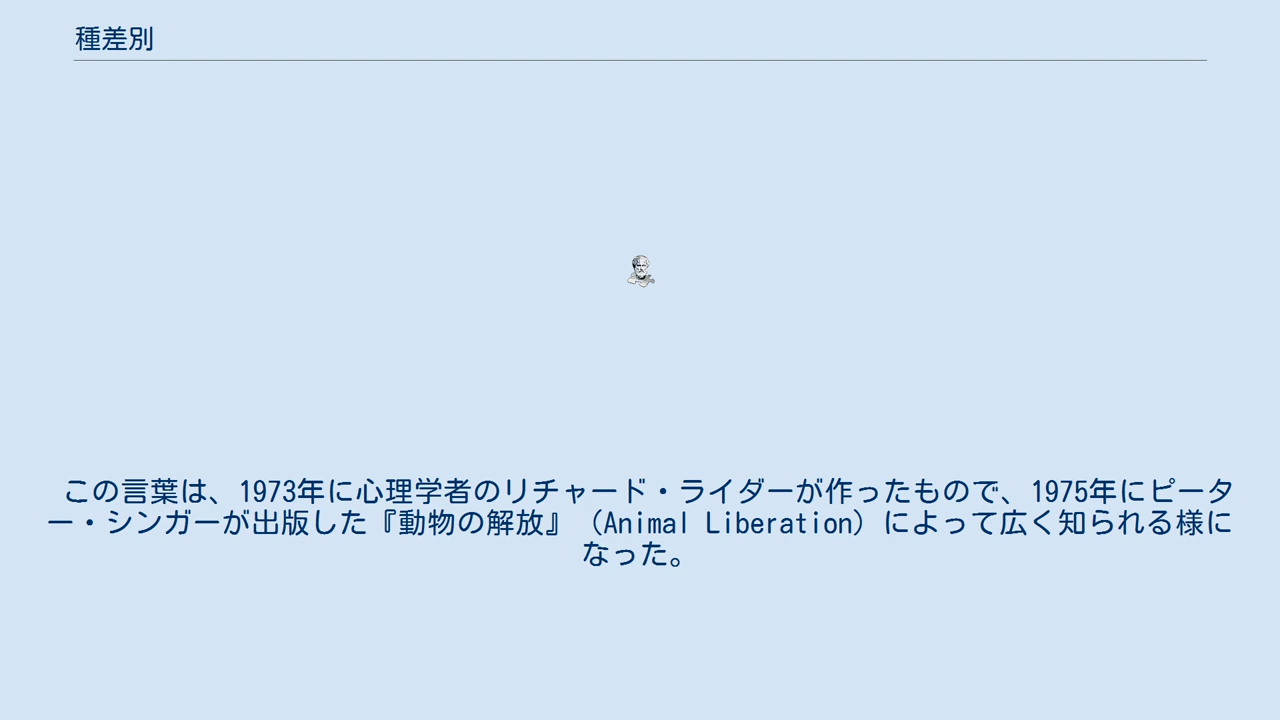 種差別
この言葉は、1973年に心理学者のリチャード・ライダーが作ったもので、1975年にピータ
ー・シンガーが出版した『動物の解放』（Animal Liberation）によって広く知られる様に
なった。